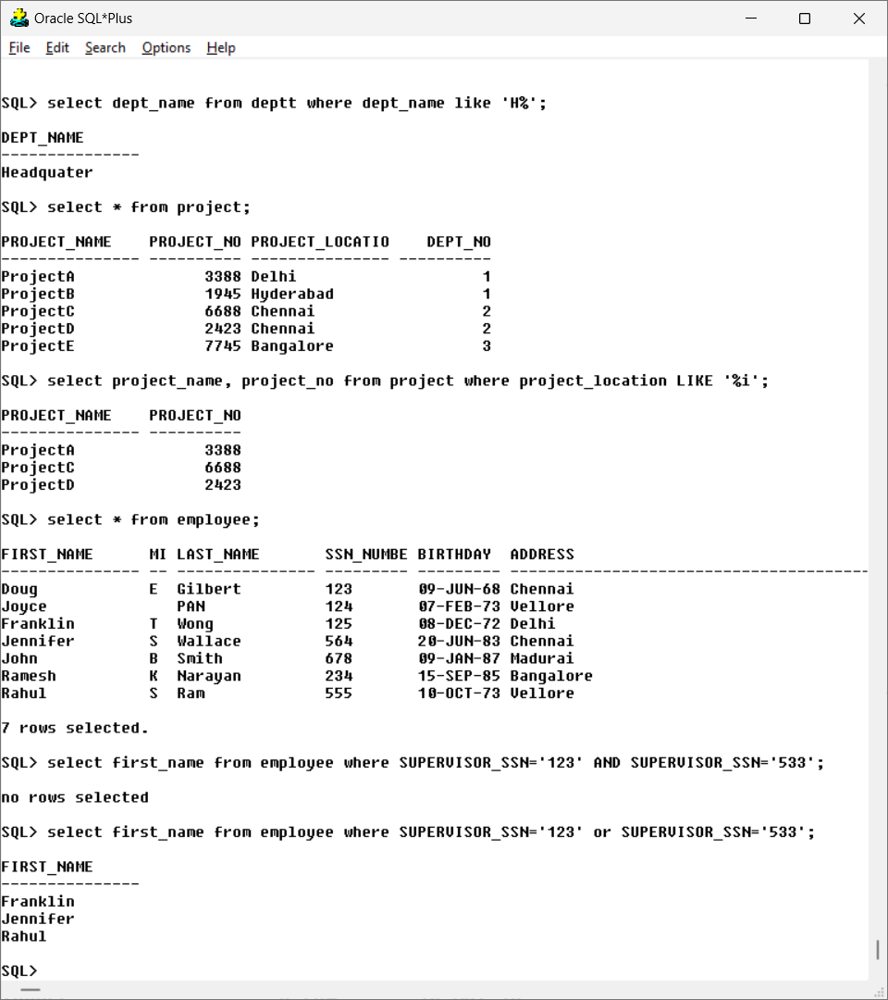 Oracle SQL*Plus
File Edit Search Options Help
SQL> select dept_name from deptt where dept_name like 'H%';
DEPT_NAME
---------------
Headquater
SQL> select * from project;
PROJECT_NAME    PROJECT_NO PROJECT_LOCATIO    DEPT_NO
--------------- ---------- --------------- ----------
ProjectA              3388 Delhi                    1
ProjectB              1945 Hyderabad                1
ProjectC              6688 Chennai                  2
ProjectD              2423 Chennai                  2
ProjectE              7745 Bangalore                3
SQL> select project_name, project_no from project where project_location LIKE '%i';
PROJECT_NAME    PROJECT_NO
--------------- ----------
ProjectA              3388
ProjectC              6688
ProjectD              2423
SQL> select * from employee;
FIRST_NAME      MI LAST_NAME       SSN_NUMBE BIRTHDAY  ADDRESS
--------------- -- --------------- --------- --------- ---------------------------------------
Doug            E  Gilbert         123       09-JUN-68 Chennai
Joyce              PAN             124       07-FEB-73 Vellore
Franklin        T  Wong            125       08-DEC-72 Delhi
Jennifer        S  Wallace         564       20-JUN-83 Chennai
John            B  Smith           678       09-JAN-87 Madurai
Ramesh          K  Narayan         234       15-SEP-85 Bangalore
Rahul           S  Ram             555       10-OCT-73 Vellore
7 rows selected.
SQL> select first_name from employee where SUPERVISOR_SSN='123' AND SUPERVISOR_SSN='533';
no rows selected
SQL> select first_name from employee where SUPERVISOR_SSN='123' or SUPERVISOR_SSN='533';
FIRST_NAME
---------------
Franklin
Jennifer
Rahul
SQL>